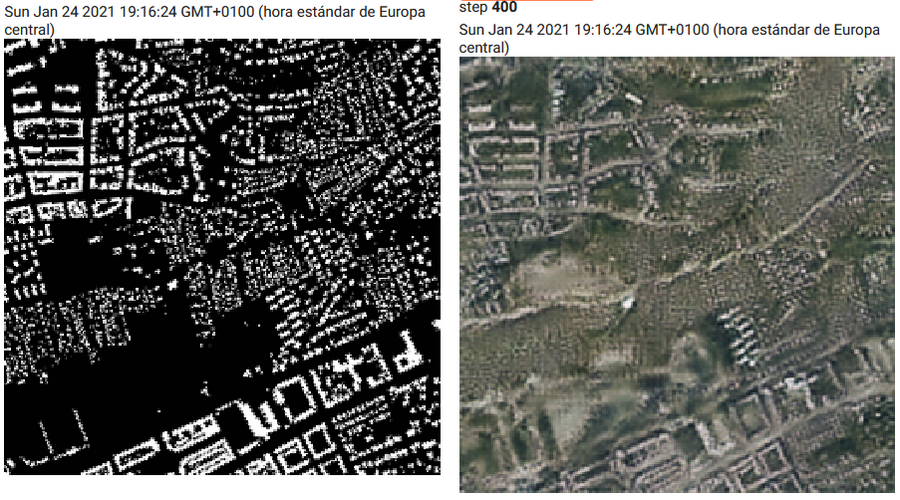 Sun Jan 24 2021 19:16:24 GMT+0100 (hora estándar de Europa
central)
step 400
Sun Jan 24 2021 19:16:24 GMT+0100 (hora estándar de Europa
central)